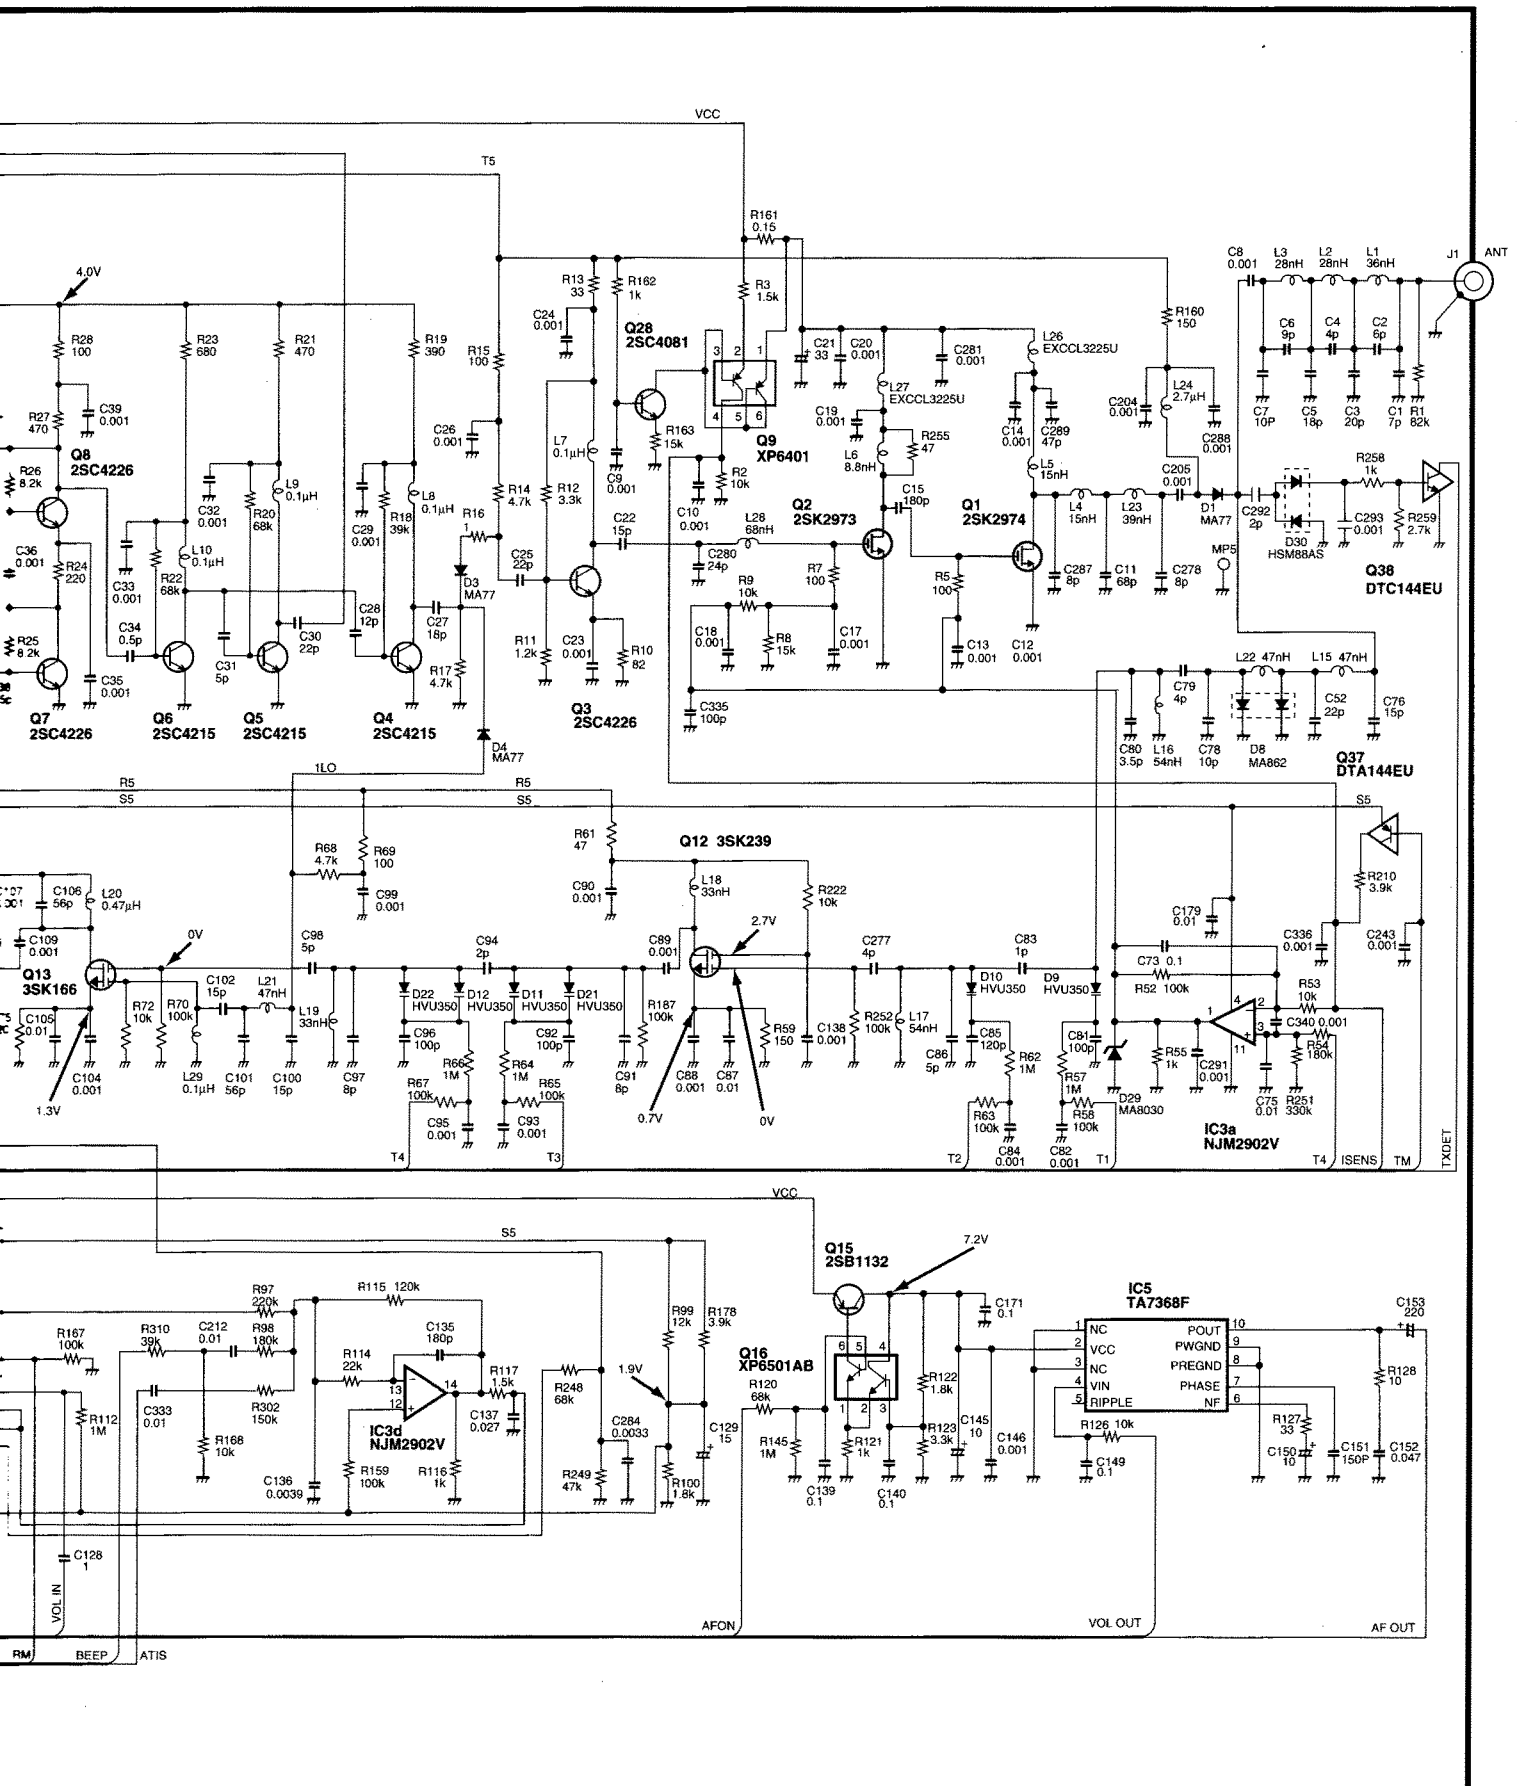 VCC
T5
R161
0.15
C8
0.001
L3
28nH
L2
28nH
L1
36nH
J1
ANT
4.0V
R13
33
R162
1k
R3
1.5k
C24
0.001
Q28
2SC4081
R160
150
R28
100
R23
680
R21
470
R19
390
R15
100
3 2 1
C21
33
C20
0.001
C281
0.001
L26
EXCCL3225U
C6
9p
C4
4p
C2
6p
L27
EXCCL3225U
L24
2.7µH
C204
0.001
C39
0.001
R27
470
4 5 6
C19
0.001
C7
10P
C5
18p
C3
20p
C1
7p
R1
82k
Q8
2SC4226
C26
0.001
L7
0.1µH
R163
15k
Q9
XP6401
R255
47
C14
0.001
C289
47p
C288
0.001
L6
8.8nH
R26
8.2k
C9
0.001
R2
10k
L5
15nH
C205
0.001
R258
1k
L9
0.1µH
L8
0.1µH
R14
4.7k
R12
3.3k
C15
180p
C32
0.001
R20
68k
C29
0.001
R18
39k
R16
1
C22
15p
C10
0.001
Q2
2SK2973
Q1
2SK2974
L4
15nH
L23
39nH
D1
MA77
C292
2p
C293
0.001
R259
2.7k
L28
68nH
D30
HSM88AS
C36
0.001
L10
0.1µH
R24
220
C33
0.001
R22
68k
D3
MA77
C25
22p
C280
24p
R9
10k
R7
100
R5
100
C287
8p
C11
68p
C278
8p
MP5
Q38
DTC144EU
C34
0.5p
C28
12p
C27
18p
R25
8.2k
C31
5p
C30
22p
R17
4.7k
R11
1.2k
C23
0.001
R10
82
C18
0.001
R8
15k
C17
0.001
C13
0.001
C12
0.001
L22 47nH
L15 47nH
C35
0.001
C79
4p
Q7
2SC4226
Q6
2SC4215
Q5
2SC4215
Q4
2SC4215
Q3
2SC4226
C335
100p
C52
22p
C76
15p
C80
3.5p
L16
54nH
C78
10p
D8
MA862
Q37
DTA144EU
D4
MA77
1LO
R5
R5
S5
S5
S5
R61
47
Q12 3SK239
R68
4.7k
R69
100
L18
33nH
R222
10k
R210
3.9k
C106
56p
L20
0.47µH
C99
0.001
C90
0.001
C179
0.01
C109
0.001
0V
C98
5p
C94
2p
C89
0.001
2.7V
C277
4p
C83
1p
C336
0.001
C243
0.001
Q13
3SK166
C102
15p
L21
47nH
D22
HVU350
D12
HVU350
D11
HVU350
D21
HVU350
D10
HVU350
D9
HVU350
C73 0.1
R52 100k
R53
10k
1 4 2 3 11
C105
0.01
R72
10k
R70
100k
L19
33nH
C96
100p
C92
100p
R187
100k
R59
150
C138
0.001
R252
100k
L17
54nH
C85
120p
C81
100p
C340 0.001
R54
180k
R66
1M
R64
1M
C86
5p
R62
1M
R57
1M
R55
1k
C291
0.001
C104
0.001
L29
0.1µH
C101
56p
C100
15p
C97
8p
R67
100k
R65
100k
C91
8p
C88
0.001
C87
0.01
R63
100k
R58
100k
D29
MA8030
C75
0.01
R251
330k
1.3V
C95
0.001
C93
0.001
0.7V
0V
C84
0.001
C82
0.001
IC3a
NJM2902V
T4
T3
T2
T1
T4
ISENS
TM
TXDET
VCC
S5
Q15
2SB1132
7.2V
R97
220k
R115 120k
R99
12k
R178
3.9k
C171
0.1
IC5
TA7368F
C153
220
R167
100k
R310
39k
C212
0.01
R98
180k
C135
180p
1 NC
2 VCC
3 NC
4 VIN
5 RIPPLE
POUT 10
PWGND 9
PREGND 8
PHASE 7
NF 6
R114
22k
Q16
XP6501AB
6 5 4
1.9V
R128
10
13
12
14
R117
1.5k
R248
68k
R120
68k
R122
1.8k
1 2 3
C333
0.01
R302
150k
IC3d
NJM2902V
C137
0.027
C284
0.0033
C129
15
R112
1M
R168
10k
R145
1M
R121
1k
R123
3.3k
C145
10
C146
0.001
R126 10k
R127
33
C136
0.0039
R159
100k
R116
1k
R249
47k
R100
1.8k
C139
0.1
C140
0.1
C149
0.1
C150
10
C151
150P
C152
0.047
C128
1
VOL IN
AFON
VOL OUT
AF OUT
RM
BEEP
ATIS